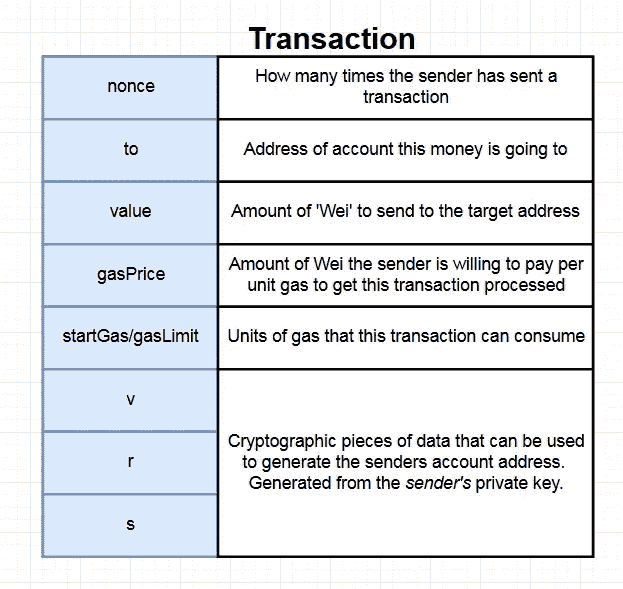 Transaction
nonce
How many times the sender has sent a
transaction
to
Address of account this money is going to
value
Amount of 'Wei' to send to the target address
gasPrice
Amount of Wei the sender is willing to pay per
unit gas to get this transaction processed
startGas/gasLimit
Units of gas that this transaction can consume
v
r
s
Cryptographic pieces of data that can be used
to generate the senders account address.
Generated from the sender's private key.